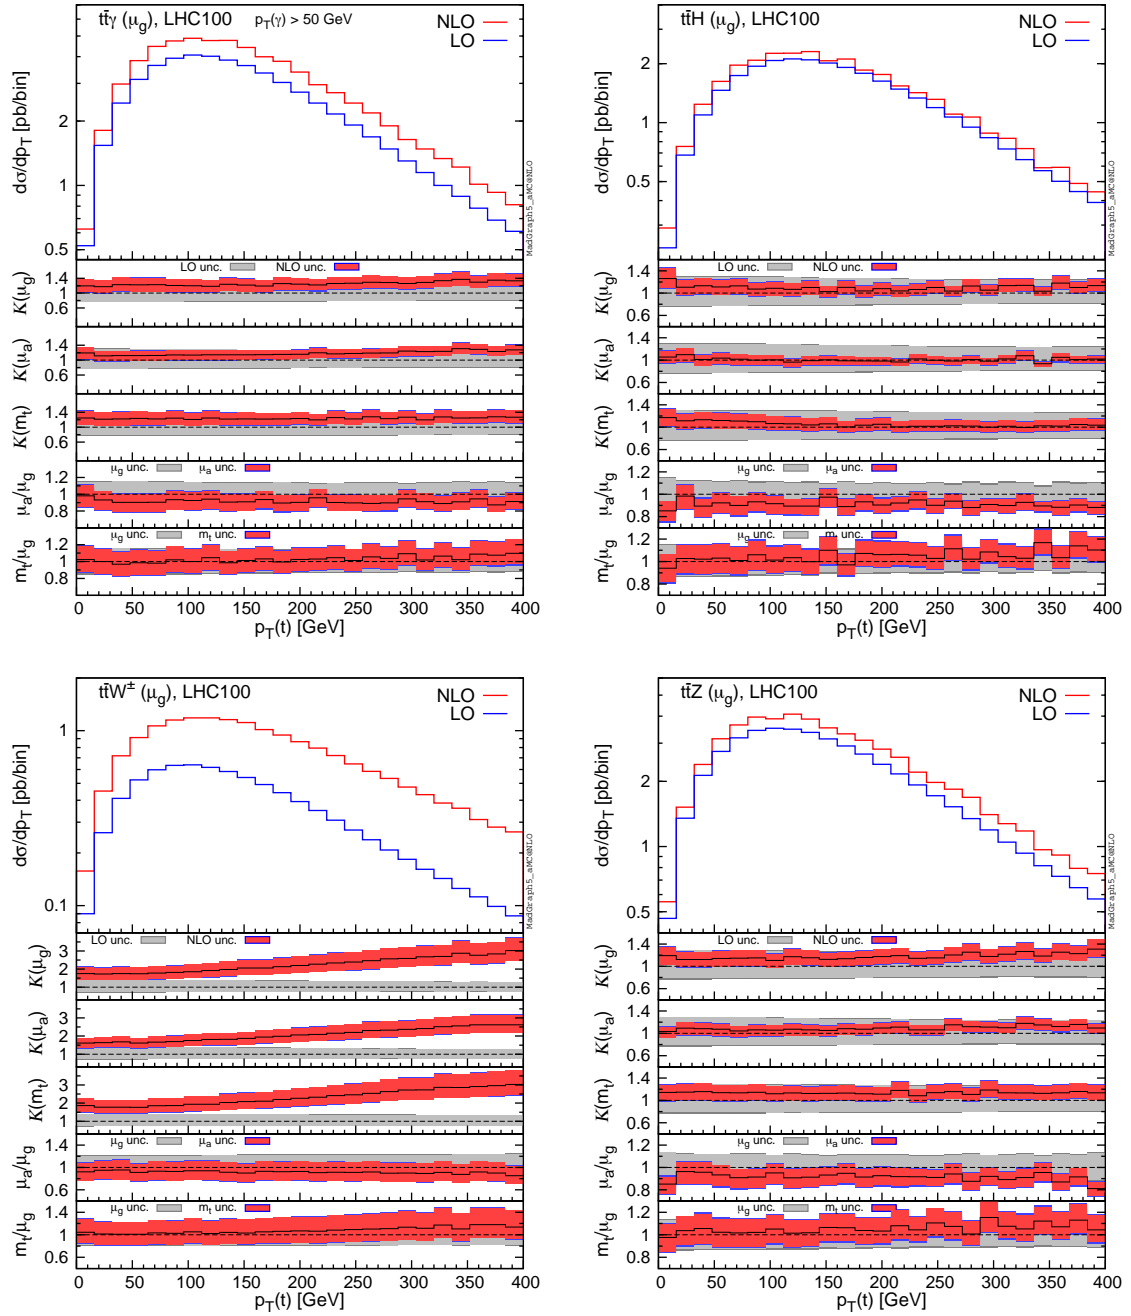 tt̄γ (μg), LHC100 pT(γ) > 50 GeV
NLO
LO
dσ/dpT [pb/bin]
2
1
0.5
MadGraph5_aMC@NLO
LO unc. NLO unc.
K(μg)
1.4
1
0.6
K(μa)
1.4
1
0.6
K(mt)
1.4
1
0.6
μg unc. μa unc.
μa/μg
1.2
1
0.8
μg unc. mt unc.
mt/μg
1.2
1
0.8
0 50 100 150 200 250 300 350 400
pT(t) [GeV]
tt̄H (μg), LHC100
NLO
LO
dσ/dpT [pb/bin]
2
1
0.5
MadGraph5_aMC@NLO
LO unc. NLO unc.
K(μg)
1.4
1
0.6
K(μa)
1.4
1
0.6
K(mt)
1.4
1
0.6
μg unc. μa unc.
μa/μg
1.2
1
0.8
μg unc. mt unc.
mt/μg
1.2
1
0.8
0 50 100 150 200 250 300 350 400
pT(t) [GeV]
tt̄W± (μg), LHC100
NLO
LO
dσ/dpT [pb/bin]
1
0.1
MadGraph5_aMC@NLO
LO unc. NLO unc.
K(μg)
3
2
1
K(μa)
3
2
1
K(mt)
3
2
1
μg unc. μa unc.
μa/μg
1.4
1
0.6
μg unc. mt unc.
mt/μg
1.4
1
0.6
0 50 100 150 200 250 300 350 400
pT(t) [GeV]
tt̄Z (μg), LHC100
NLO
LO
dσ/dpT [pb/bin]
2
1
0.5
MadGraph5_aMC@NLO
LO unc. NLO unc.
K(μg)
1.4
1
0.6
K(μa)
1.4
1
0.6
K(mt)
1.4
1
0.6
μg unc. μa unc.
μa/μg
1.2
1
0.8
μg unc. mt unc.
mt/μg
1.2
1
0.8
0 50 100 150 200 250 300 350 400
pT(t) [GeV]